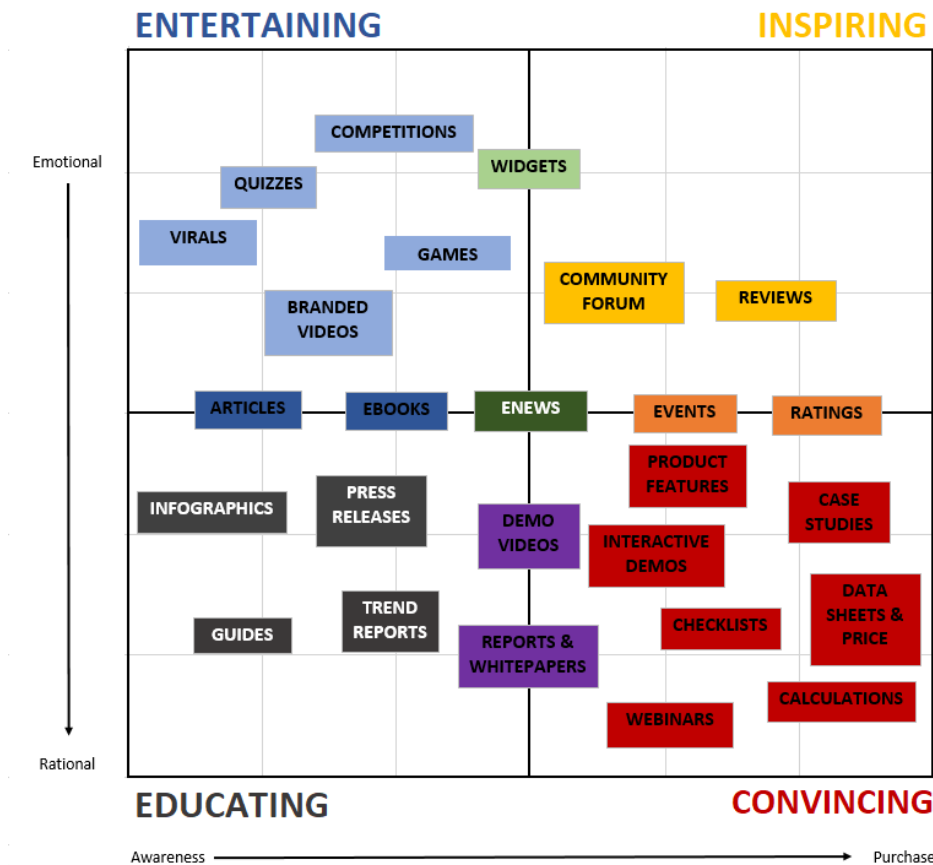 ENTERTAINING
INSPIRING
Emotional
COMPETITIONS
WIDGETS
QUIZZES
VIRALS
GAMES
COMMUNITY
FORUM
REVIEWS
BRANDED
VIDEOS
ARTICLES
EBOOKS
ENEWS
EVENTS
RATINGS
PRODUCT
FEATURES
INFOGRAPHICS
PRESS
RELEASES
CASE
STUDIES
DEMO
VIDEOS
INTERACTIVE
DEMOS
DATA
SHEETS &
PRICE
GUIDES
TREND
REPORTS
CHECKLISTS
REPORTS &
WHITEPAPERS
CALCULATIONS
WEBINARS
Rational
EDUCATING
CONVINCING
Awareness
Purchase